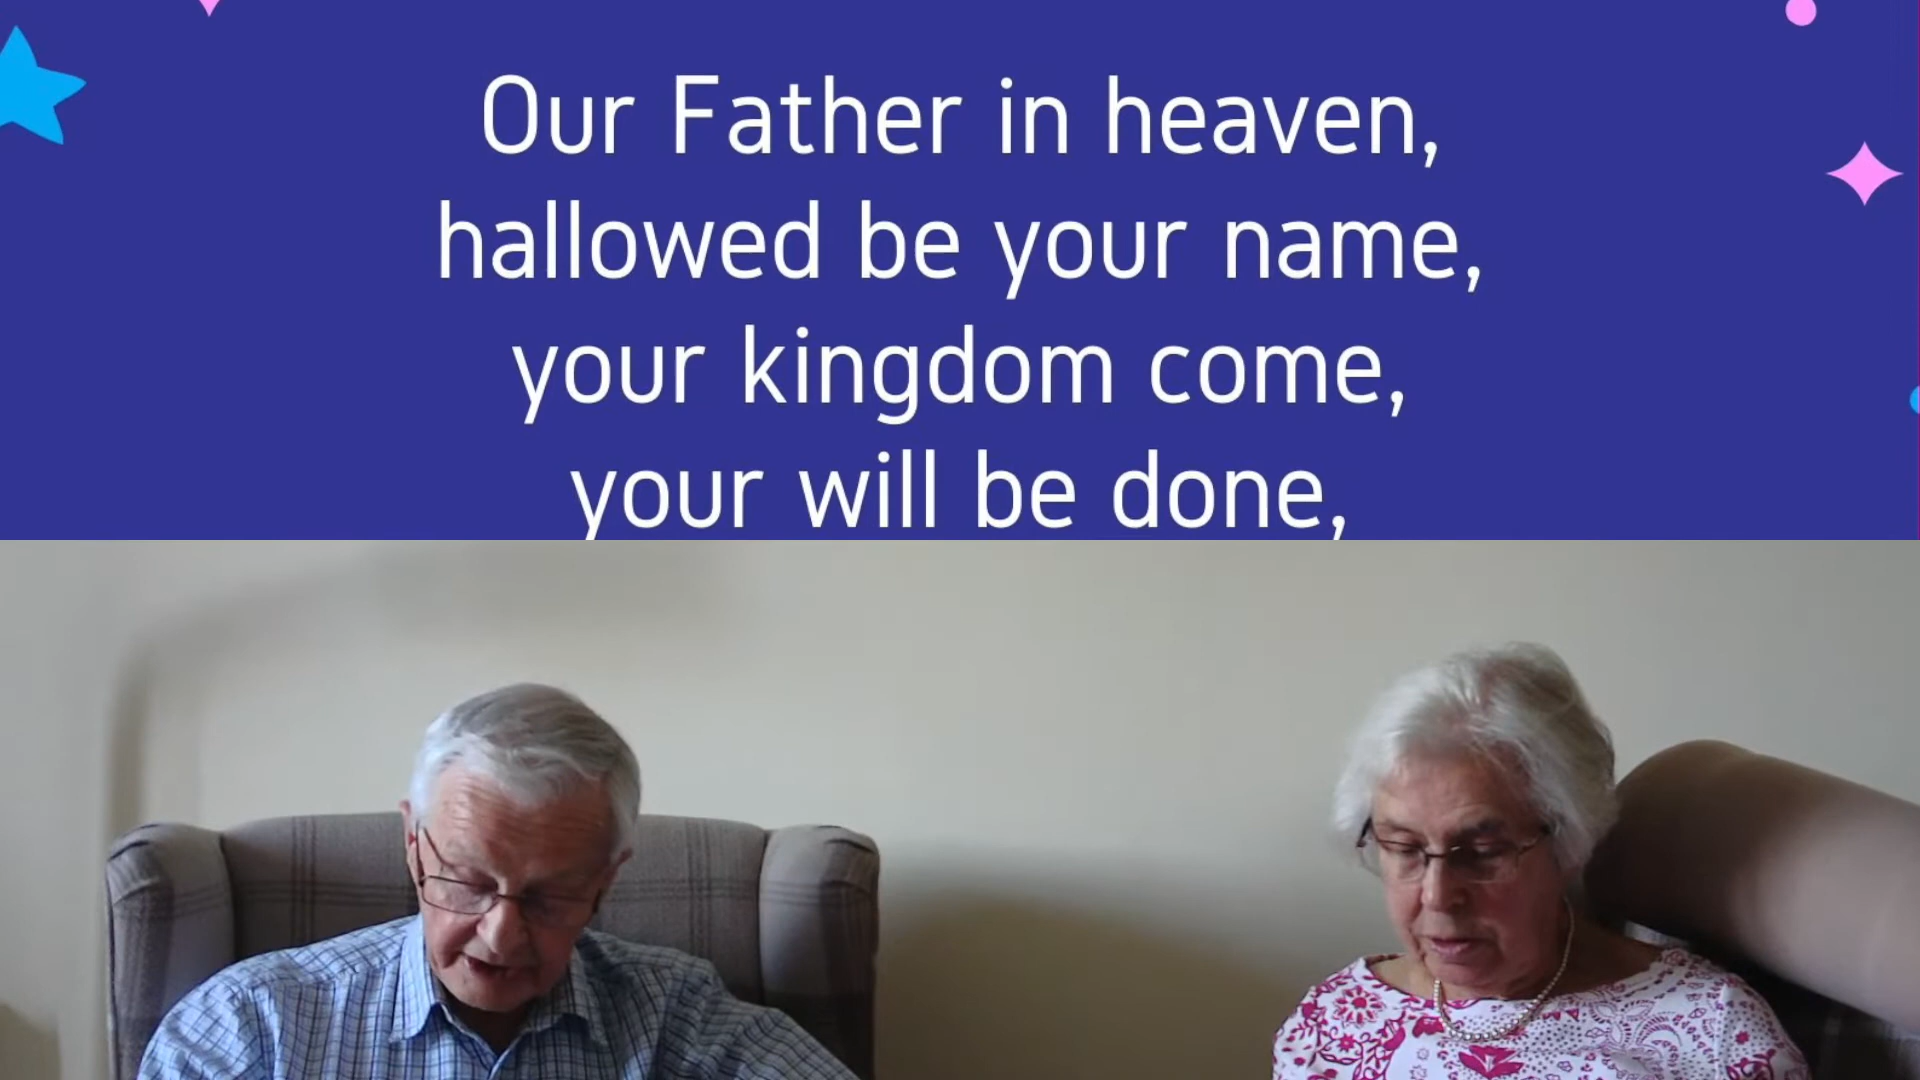 Our Father in heaven,
hallowed be your name,
your kingdom come,
your will be done,